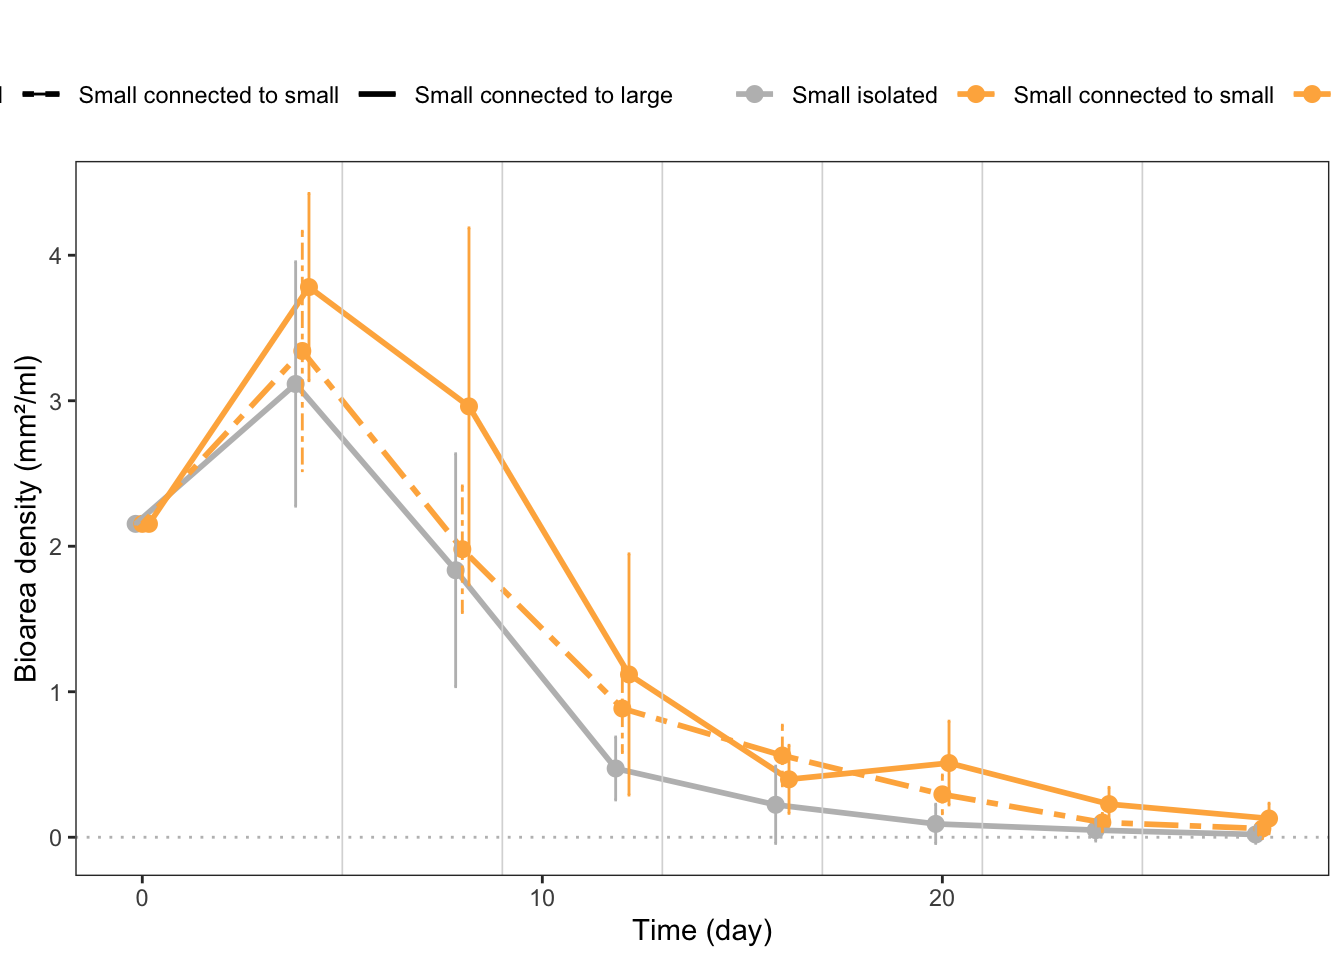 Small connected to small Small connected to large Small isolated Small connected to small
4
3
2
1
0
Bioarea density (mm²/ml)
0 10 20
Time (day)